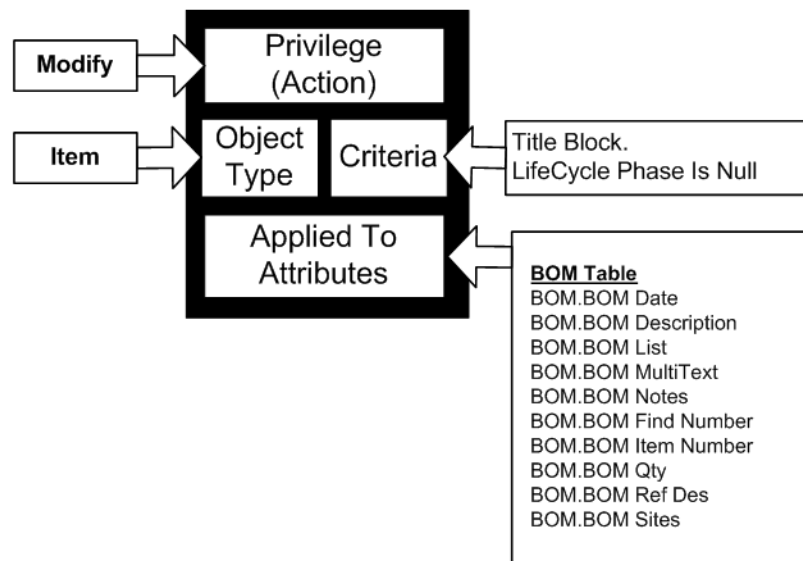 Modify
Privilege
(Action)
Item
Object
Type
Criteria
Title Block.
LifeCycle Phase Is Null
Applied To
Attributes
BOM Table
BOM.BOM Date
BOM.BOM Description
BOM.BOM List
BOM.BOM MultiText
BOM.BOM Notes
BOM.BOM Find Number
BOM.BOM Item Number
BOM.BOM Qty
BOM.BOM Ref Des
BOM.BOM Sites